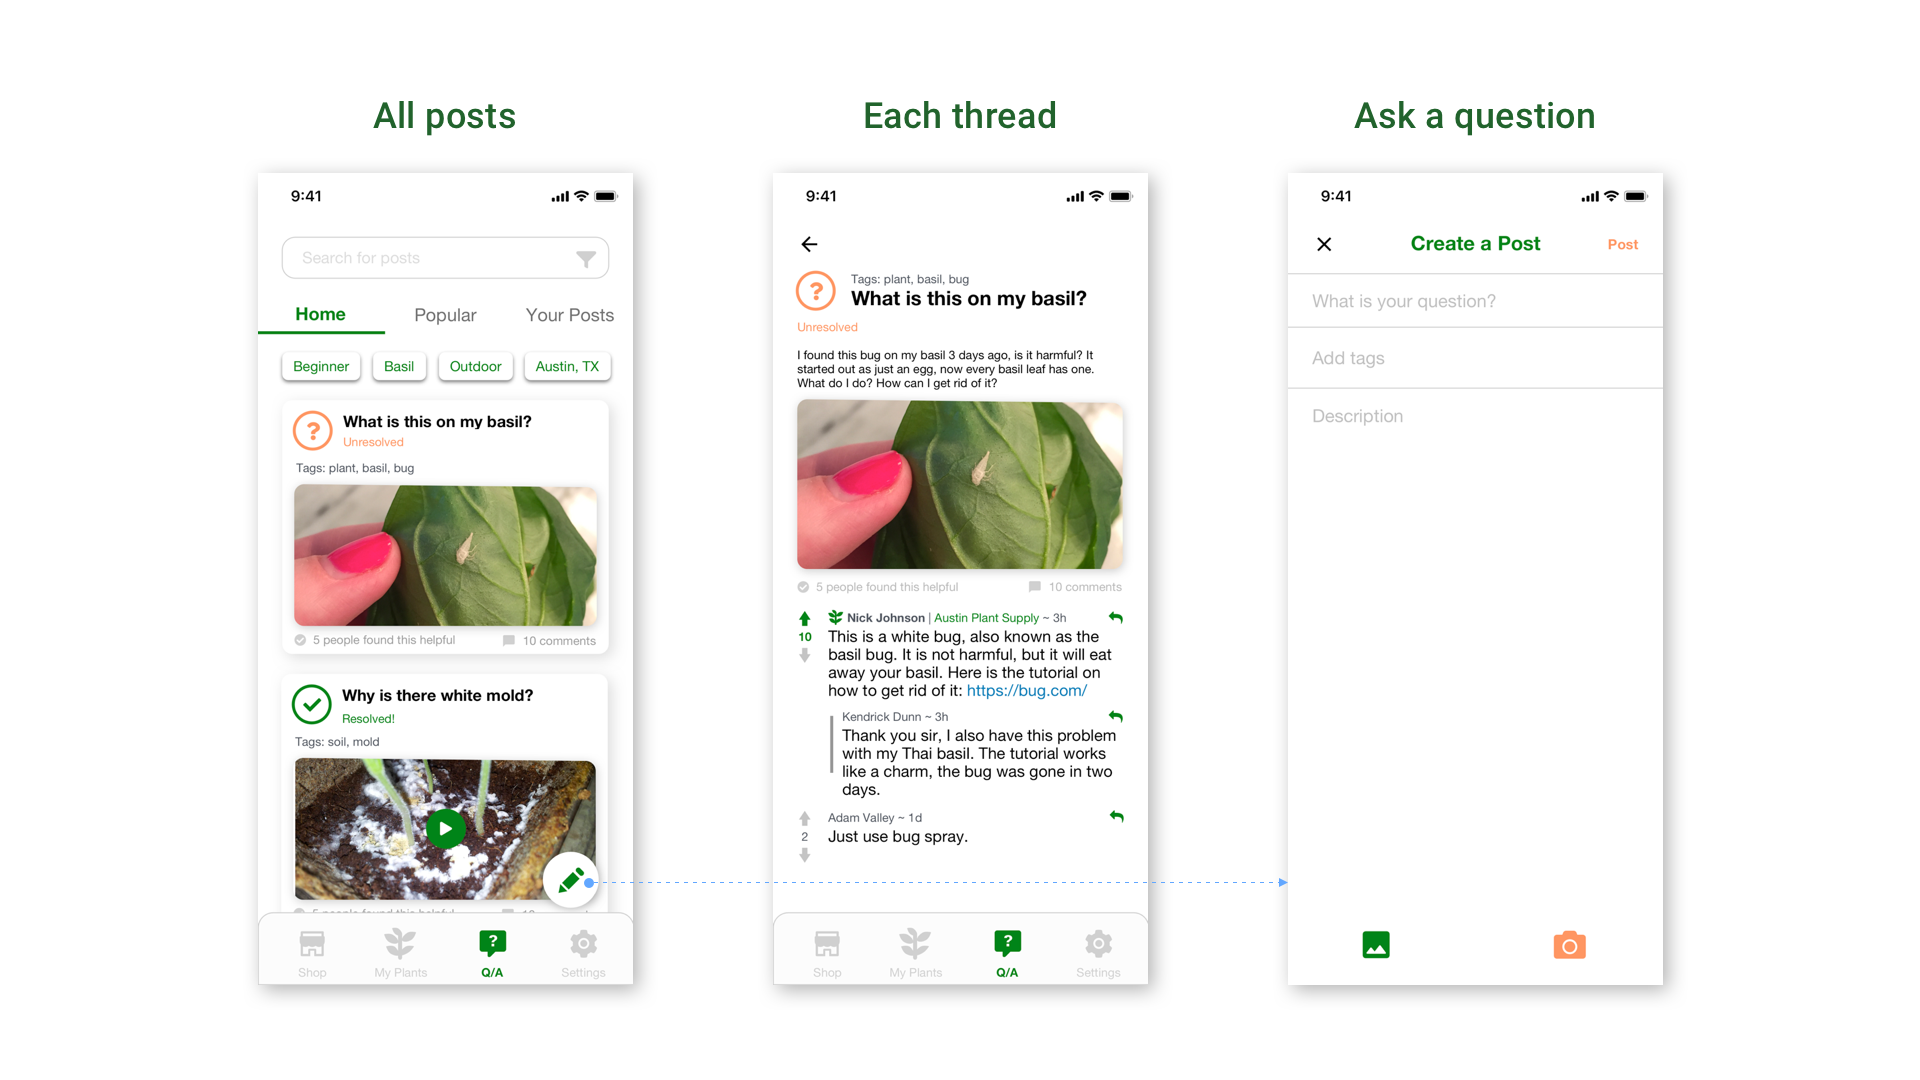 All posts
9:41
Search for posts
Home Popular Your Posts
Beginner Basil Outdoor Austin, TX
What is this on my basil?
Unresolved
Tags: plant, basil, bug
5 people found this helpful 10 comments
Why is there white mold?
Resolved!
Tags: soil, mold
5 people found this helpful 10
Shop My Plants Q/A Settings
Each thread
9:41
Tags: plant, basil, bug
What is this on my basil?
Unresolved
I found this bug on my basil 3 days ago, is it harmful? It
started out as just an egg, now every basil leaf has one.
What do I do? How can I get rid of it?
5 people found this helpful 10 comments
Nick Johnson | Austin Plant Supply ~ 3h
10
This is a white bug, also known as the
basil bug. It is not harmful, but it will eat
away your basil. Here is the tutorial on
how to get rid of it: https://bug.com/
Kendrick Dunn ~ 3h
Thank you sir, I also have this problem
with my Thai basil. The tutorial works
like a charm, the bug was gone in two
days.
Adam Valley ~ 1d
2
Just use bug spray.
Shop My Plants Q/A Settings
Ask a question
9:41
Create a Post Post
What is your question?
Add tags
Description